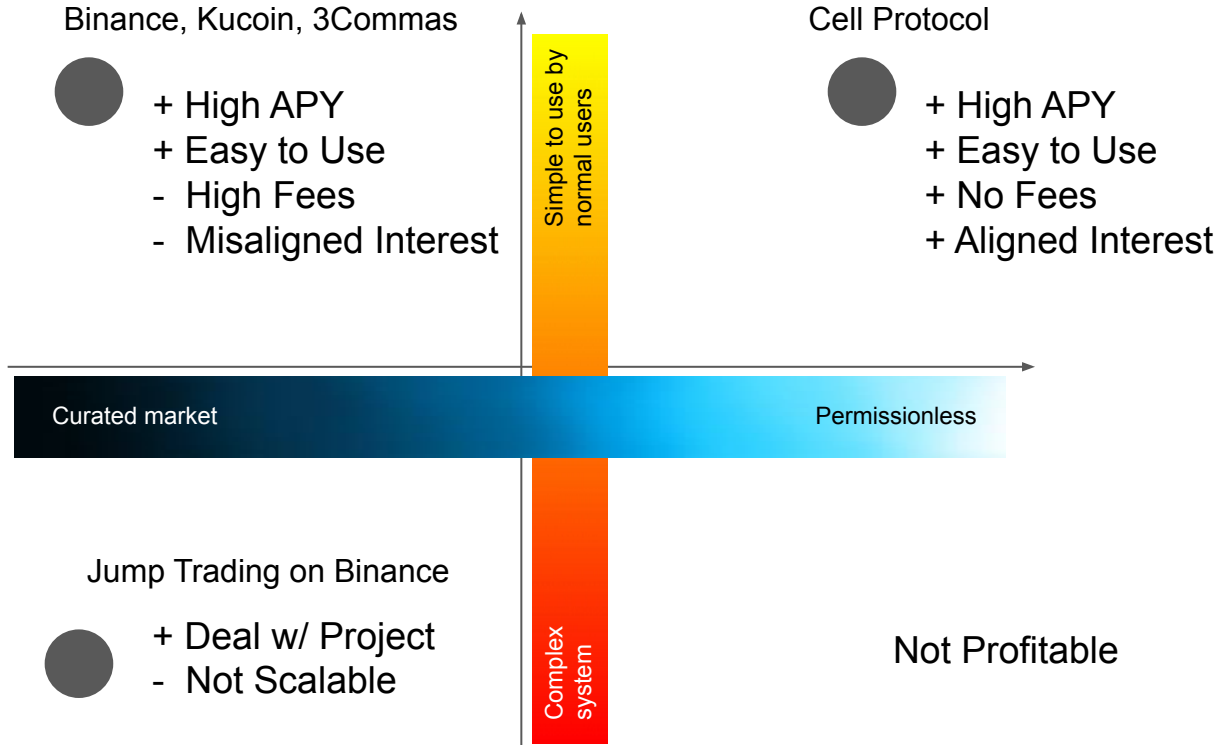 Binance, Kucoin, 3Commas
+ High APY
+ Easy to Use
- High Fees
- Misaligned Interest
Simple to use by
normal users
Cell Protocol
+ High APY
+ Easy to Use
+ No Fees
+ Aligned Interest
Curated market
Permissionless
Jump Trading on Binance
+ Deal w/ Project
- Not Scalable
Complex
system
Not Profitable